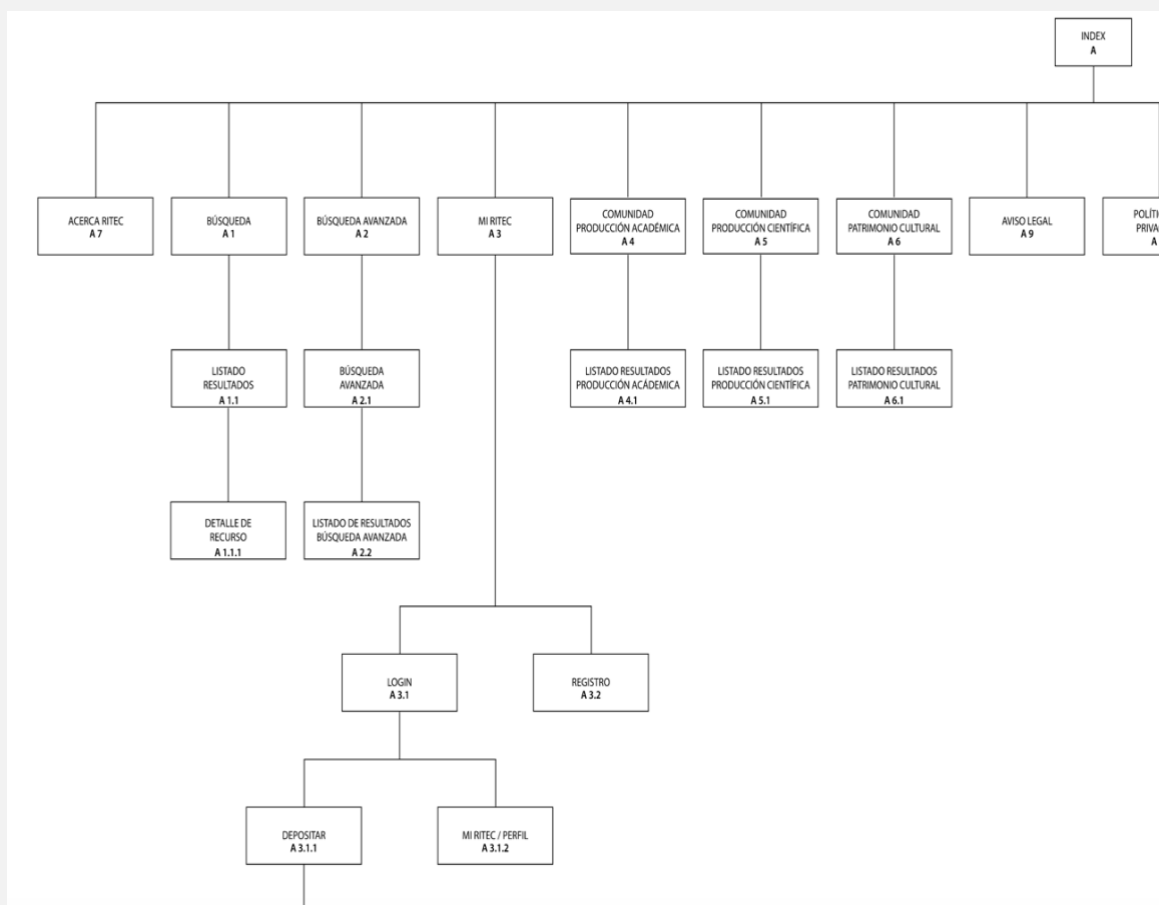 INDEX
A
ACERCA RITEC
A 7
BÚSQUEDA
A 1
BÚSQUEDA AVANZADA
A 2
MI RITEC
A 3
COMUNIDAD
PRODUCCIÓN ACADÉMICA
A 4
COMUNIDAD
PRODUCCIÓN CIENTÍFICA
A 5
COMUNIDAD
PATRIMONIO CULTURAL
A 6
AVISO LEGAL
A 9
POLÍTIC
PRIVAC
A
LISTADO
RESULTADOS
A 1.1
BÚSQUEDA
AVANZADA
A 2.1
LISTADO RESULTADOS
PRODUCCIÓN ACÁDEMICA
A 4.1
LISTADO RESULTADOS
PRODUCCIÓN CIENTÍFICA
A 5.1
LISTADO RESULTADOS
PATRIMONIO CULTURAL
A 6.1
DETALLE DE
RECURSO
A 1.1.1
LISTADO DE RESULTADOS
BÚSQUEDA AVANZADA
A 2.2
LOGIN
A 3.1
REGISTRO
A 3.2
DEPOSITAR
A 3.1.1
MI RITEC / PERFIL
A 3.1.2